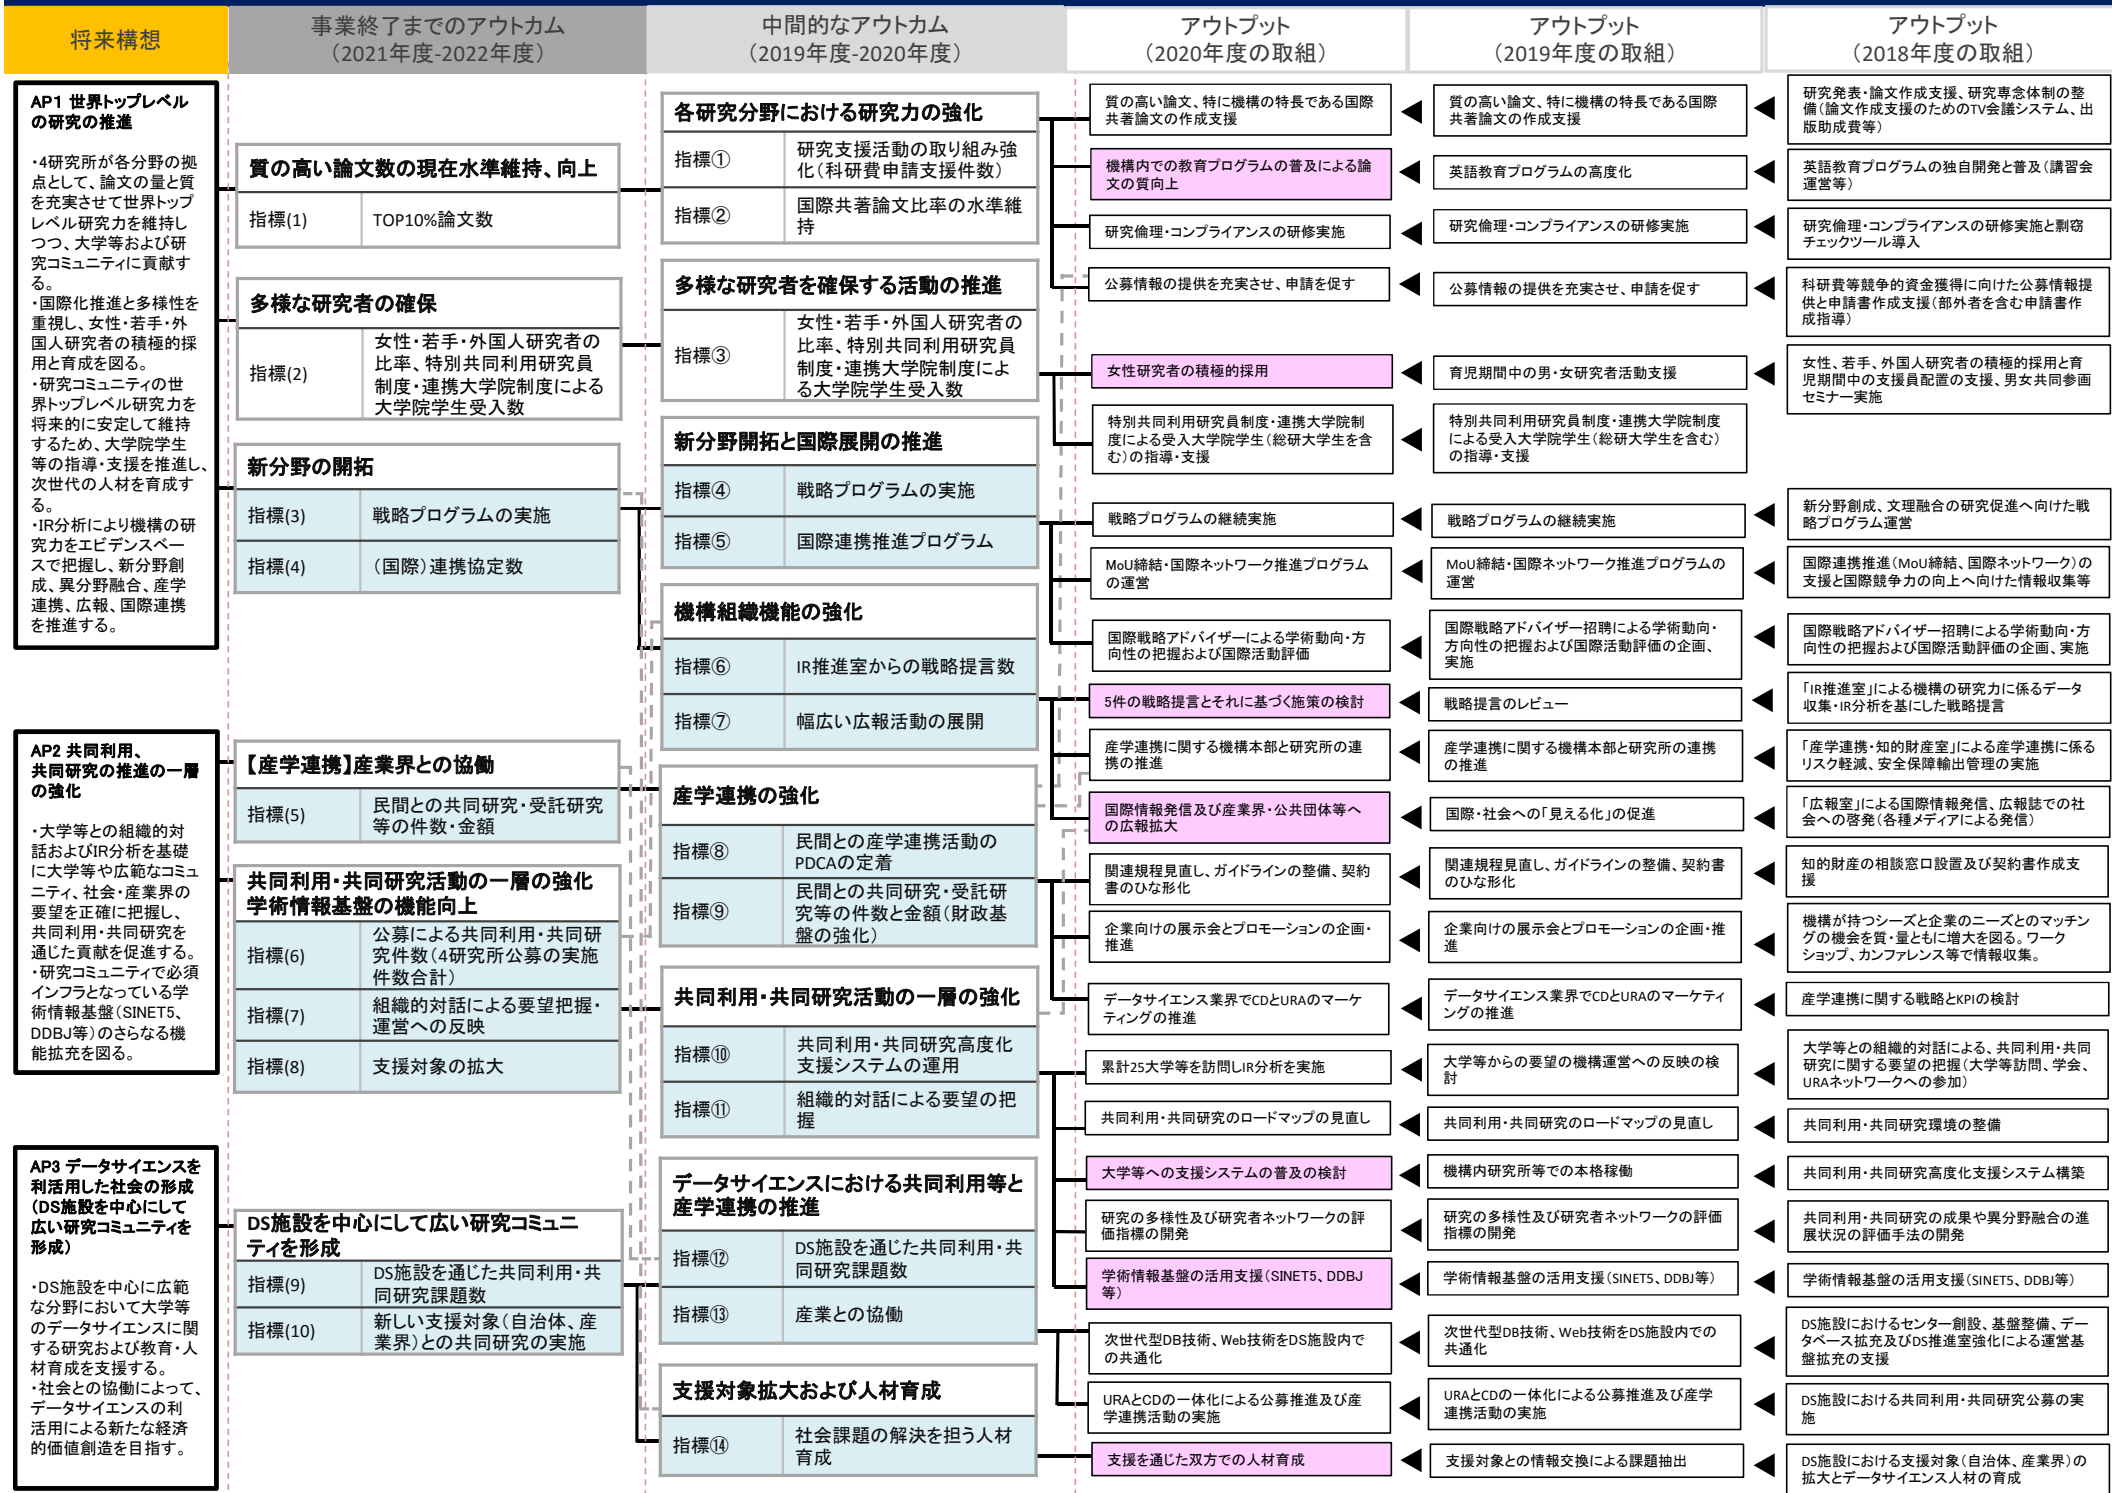 将来構想
事業終了までのアウトカム
（2021年度-2022年度）
中間的なアウトカム
（2019年度-2020年度）
アウトプット
（2020年度の取組）
アウトプット
（2019年度の取組）
アウトプット
（2018年度の取組）
AP1 世界トップレベル
の研究の推進
・4研究所が各分野の拠
点として、論文の量と質
を充実させて世界トップ
レベル研究力を維持し
つつ、大学等および研
究コミュニティに貢献す
る。
・国際化推進と多様性を
重視し、女性・若手・外
国人研究者の積極的採
用と育成を図る。
・研究コミュニティの世
界トップレベル研究力を
将来的に安定して維持
するため、大学院学生
等の指導・支援を推進し、
次世代の人材を育成す
る。
・IR分析により機構の研
究力をエビデンスベー
スで把握し、新分野創
成、異分野融合、産学
連携、広報、国際連携
を推進する。
AP2 共同利用、
共同研究の推進の一層
の強化
・大学等との組織的対
話およびIR分析を基礎
に大学等や広範なコミュ
ニティ、社会・産業界の
要望を正確に把握し、
共同利用・共同研究を
通じた貢献を促進する。
・研究コミュニティで必須
インフラとなっている学
術情報基盤（SINET5、
DDBJ等）のさらなる機
能拡充を図る。
AP3 データサイエンスを
利活用した社会の形成
（DS施設を中心にして
広い研究コミュニティを
形成）
・DS施設を中心に広範
な分野において大学等
のデータサイエンスに関
する研究および教育・人
材育成を支援する。
・社会との協働によって、
データサイエンスの利
活用による新たな経済
的価値創造を目指す。
質の高い論文数の現在水準維持、向上
指標(1)
TOP10%論文数
多様な研究者の確保
指標(2)
女性・若手・外国人研究者の
比率、特別共同利用研究員
制度・連携大学院制度による
大学院学生受入数
新分野の開拓
指標(3)
戦略プログラムの実施
指標(4)
（国際）連携協定数
【産学連携】産業界との協働
指標(5)
民間との共同研究・受託研究
等の件数・金額
共同利用・共同研究活動の一層の強化
学術情報基盤の機能向上
指標(6)
公募による共同利用・共同研
究件数（4研究所公募の実施
件数合計）
指標(7)
組織的対話による要望把握・
運営への反映
指標(8)
支援対象の拡大
DS施設を中心にして広い研究コミュニ
ティを形成
指標(9)
DS施設を通じた共同利用・共
同研究課題数
指標(10)
新しい支援対象（自治体、産
業界）との共同研究の実施
各研究分野における研究力の強化
指標①
研究支援活動の取り組み強
化（科研費申請支援件数）
指標②
国際共著論文比率の水準維
持
多様な研究者を確保する活動の推進
指標③
女性・若手・外国人研究者の
比率、特別共同利用研究員
制度・連携大学院制度によ
る大学院学生受入数
新分野開拓と国際展開の推進
指標④
戦略プログラムの実施
指標⑤
国際連携推進プログラム
機構組織機能の強化
指標⑥
IR推進室からの戦略提言数
指標⑦
幅広い広報活動の展開
産学連携の強化
指標⑧
民間との産学連携活動の
PDCAの定着
指標⑨
民間との共同研究・受託研
究等の件数と金額（財政基
盤の強化）
共同利用・共同研究活動の一層の強化
指標⑩
共同利用・共同研究高度化
支援システムの運用
指標⑪
組織的対話による要望の把
握
データサイエンスにおける共同利用等と
産学連携の推進
指標⑫
DS施設を通じた共同利用・共
同研究課題数
指標⑬
産業との協働
支援対象拡大および人材育成
指標⑭
社会課題の解決を担う人材
育成
質の高い論文、特に機構の特長である国際
共著論文の作成支援
質の高い論文、特に機構の特長である国際
共著論文の作成支援
研究発表・論文作成支援、研究専念体制の整
備（論文作成支援のためのTV会議システム、出
版助成費等）
機構内での教育プログラムの普及による論
文の質向上
英語教育プログラムの高度化
英語教育プログラムの独自開発と普及（講習会
運営等）
研究倫理・コンプライアンスの研修実施
研究倫理・コンプライアンスの研修実施
研究倫理・コンプライアンスの研修実施と剽窃
チェックツール導入
公募情報の提供を充実させ、申請を促す
公募情報の提供を充実させ、申請を促す
科研費等競争的資金獲得に向けた公募情報提
供と申請書作成支援（部外者を含む申請書作
成指導）
女性研究者の積極的採用
育児期間中の男・女研究者活動支援
女性、若手、外国人研究者の積極的採用と育
児期間中の支援員配置の支援、男女共同参画
セミナー実施
特別共同利用研究員制度・連携大学院制
度による受入大学院学生（総研大学生を含
む）の指導・支援
特別共同利用研究員制度・連携大学院制度
による受入大学院学生（総研大学生を含む）
の指導・支援
戦略プログラムの継続実施
戦略プログラムの継続実施
新分野創成、文理融合の研究促進へ向けた戦
略プログラム運営
MoU締結・国際ネットワーク推進プログラム
の運営
MoU締結・国際ネットワーク推進プログラムの
運営
国際連携推進（MoU締結、国際ネットワーク）の
支援と国際競争力の向上へ向けた情報収集等
国際戦略アドバイザーによる学術動向・方
向性の把握および国際活動評価
国際戦略アドバイザー招聘による学術動向・
方向性の把握および国際活動評価の企画、
実施
国際戦略アドバイザー招聘による学術動向・方
向性の把握および国際活動評価の企画、実施
5件の戦略提言とそれに基づく施策の検討
戦略提言のレビュー
「IR推進室」による機構の研究力に係るデータ
収集・IR分析を基にした戦略提言
産学連携に関する機構本部と研究所の連
携の推進
産学連携に関する機構本部と研究所の連携
の推進
「産学連携・知的財産室」による産学連携に係る
リスク軽減、安全保障輸出管理の実施
国際情報発信及び産業界・公共団体等へ
の広報拡大
国際・社会への「見える化」の促進
「広報室」による国際情報発信、広報誌での社
会への啓発（各種メディアによる発信）
関連規程見直し、ガイドラインの整備、契約
書のひな形化
関連規程見直し、ガイドラインの整備、契約書
のひな形化
知的財産の相談窓口設置及び契約書作成支
援
企業向けの展示会とプロモーションの企画・
推進
企業向けの展示会とプロモーションの企画・推
進
機構が持つシーズと企業のニーズとのマッチン
グの機会を質・量ともに増大を図る。ワーク
ショップ、カンファレンス等で情報収集。
データサイエンス業界でCDとURAのマーケ
ティングの推進
データサイエンス業界でCDとURAのマーケティ
ングの推進
産学連携に関する戦略とKPIの検討
累計25大学等を訪問しIR分析を実施
大学等からの要望の機構運営への反映の検
討
大学等との組織的対話による、共同利用・共同
研究に関する要望の把握（大学等訪問、学会、
URAネットワークへの参加）
共同利用・共同研究のロードマップの見直し
共同利用・共同研究のロードマップの見直し
共同利用・共同研究環境の整備
大学等への支援システムの普及の検討
機構内研究所等での本格稼働
共同利用・共同研究高度化支援システム構築
研究の多様性及び研究者ネットワークの評
価指標の開発
研究の多様性及び研究者ネットワークの評価
指標の開発
共同利用・共同研究の成果や異分野融合の進
展状況の評価手法の開発
学術情報基盤の活用支援（SINET5、DDBJ
等）
学術情報基盤の活用支援（SINET5、DDBJ等）
学術情報基盤の活用支援（SINET5、DDBJ等）
次世代型DB技術、Web技術をDS施設内で
の共通化
次世代型DB技術、Web技術をDS施設内での
共通化
DS施設におけるセンター創設、基盤整備、デー
タベース拡充及びDS推進室強化による運営基
盤拡充の支援
URAとCDの一体化による公募推進及び産
学連携活動の実施
URAとCDの一体化による公募推進及び産学
連携活動の実施
DS施設における共同利用・共同研究公募の実
施
支援を通じた双方での人材育成
支援対象との情報交換による課題抽出
DS施設における支援対象（自治体、産業界）の
拡大とデータサイエンス人材の育成